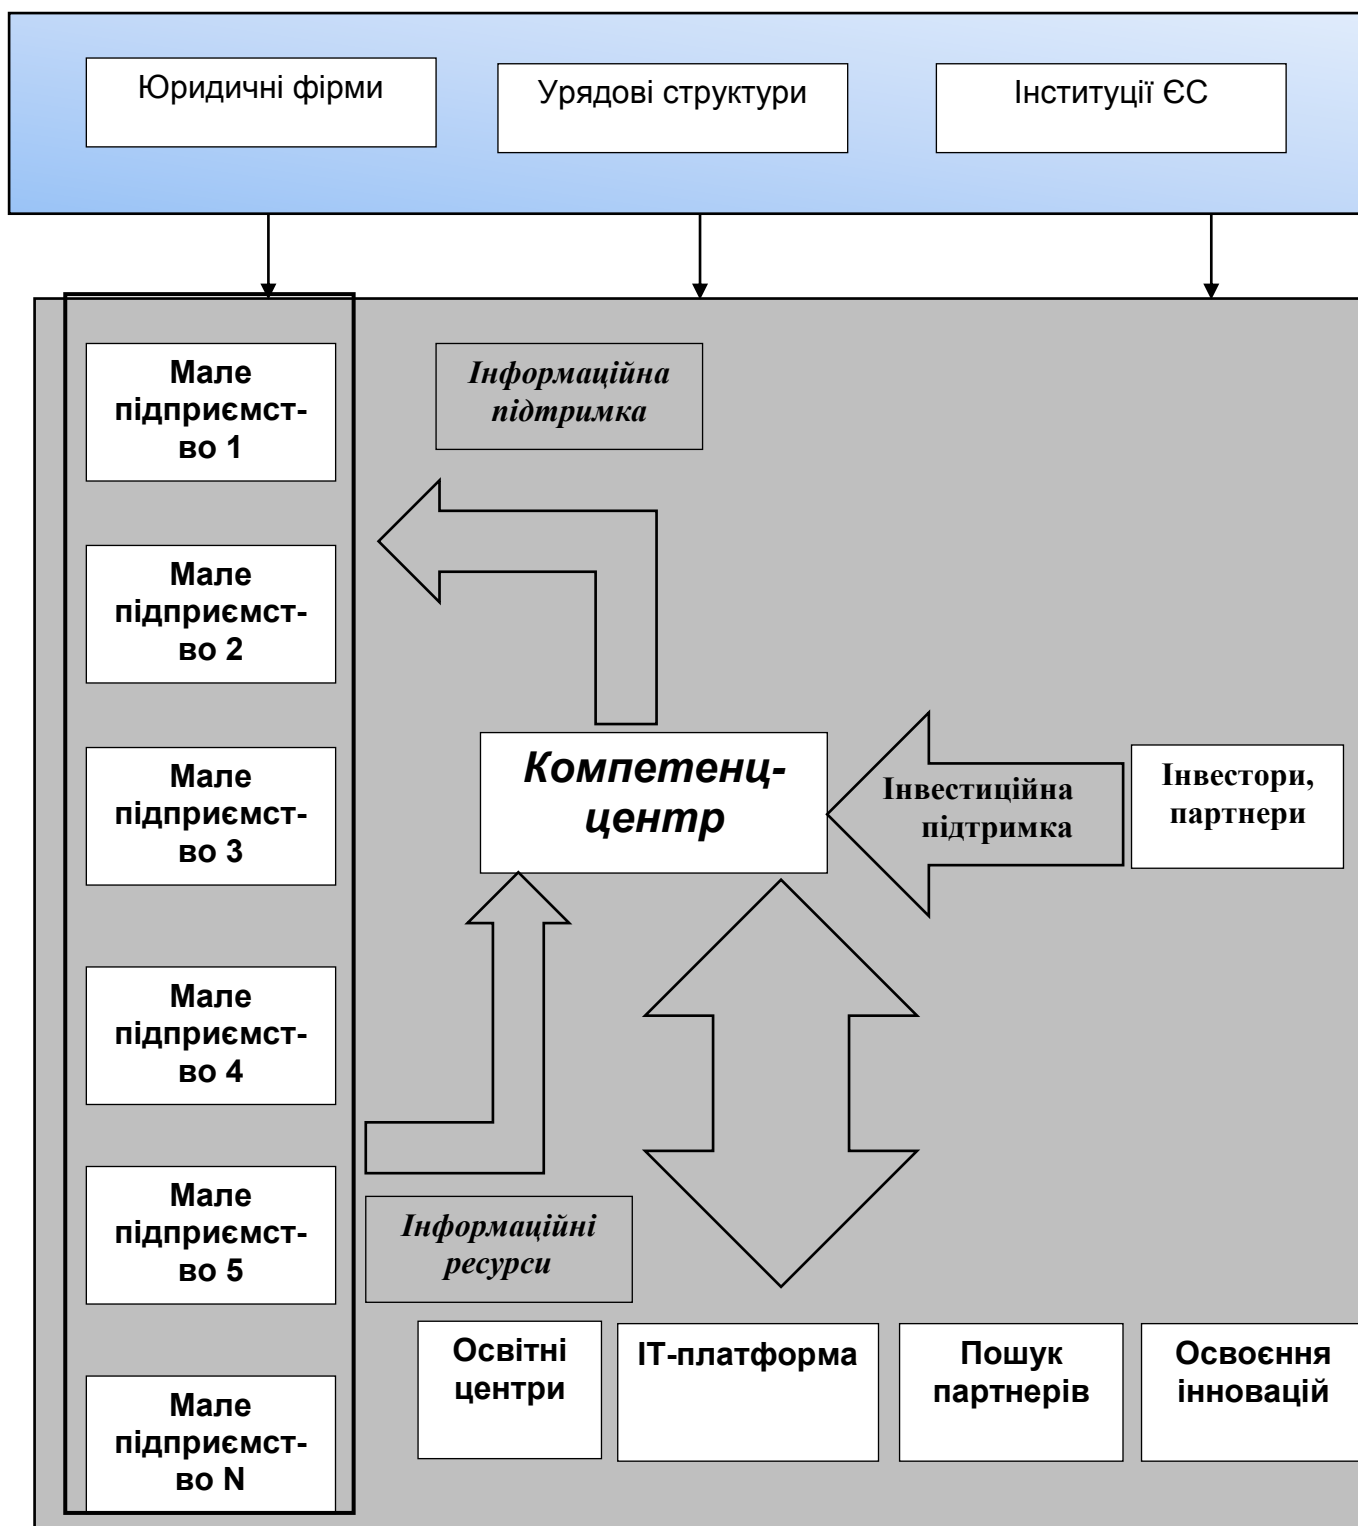 Юридичні фірми
Урядові структури
Інституції ЄС
Мале
підприємст-
во 1
Інформаційна
підтримка
Мале
підприємст-
во 2
Мале
підприємст-
во 3
Компетенц-
центр
Інвестиційна
підтримка
Інвестори,
партнери
Мале
підприємст-
во 4
Мале
підприємст-
во 5
Інформаційні
ресурси
Освітні
центри
ІТ-платформа
Пошук
партнерів
Освоєння
інновацій
Мале
підприємст-
во N